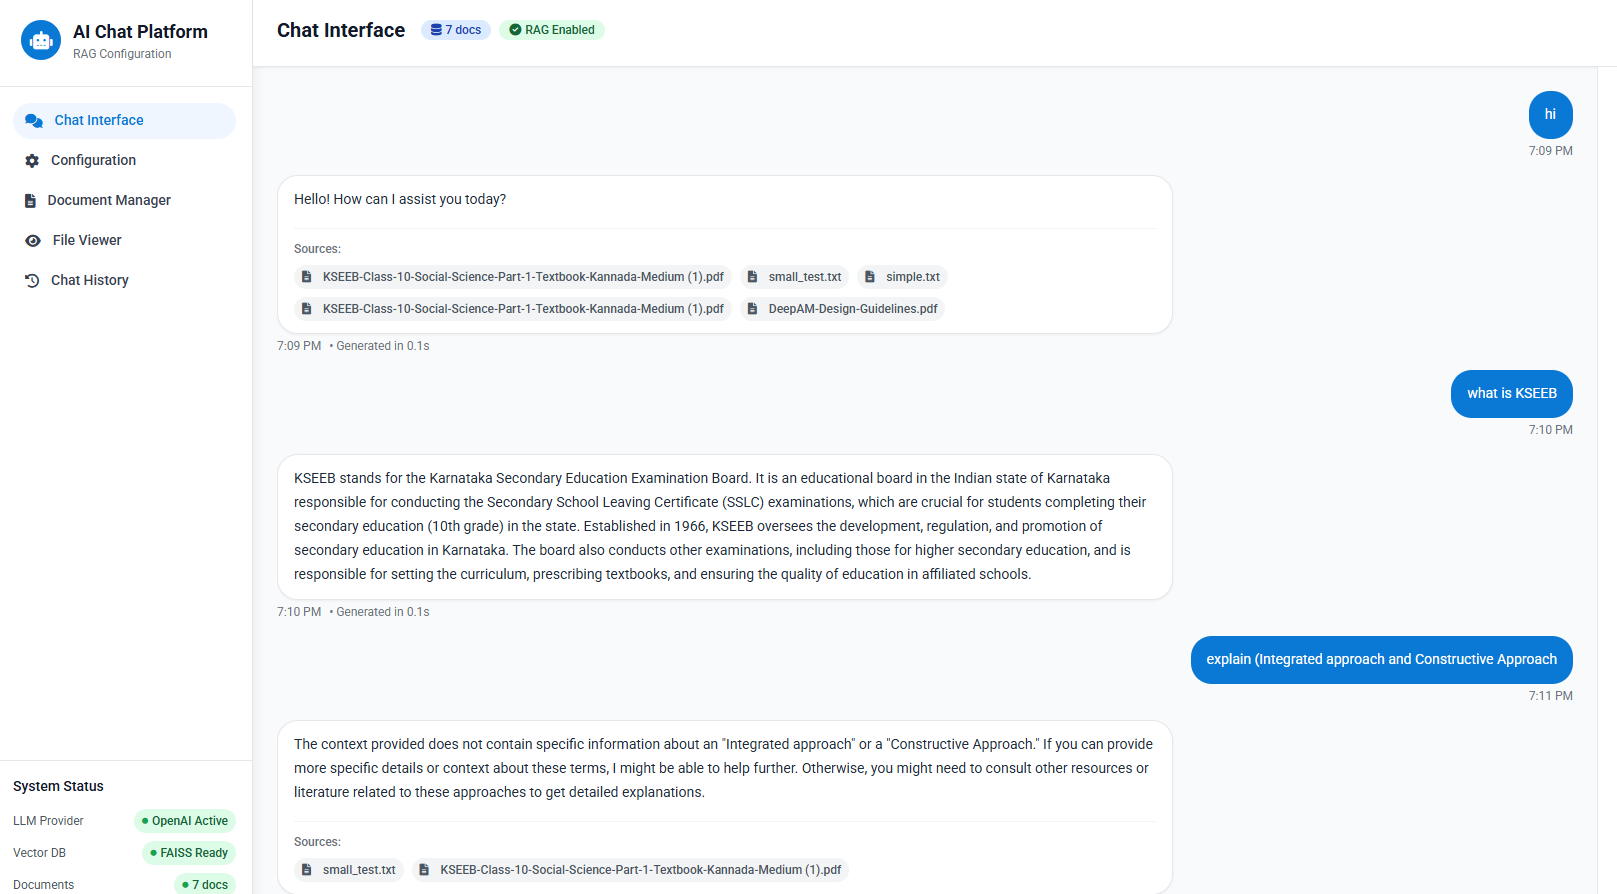 AI Chat Platform
RAG Configuration
Chat Interface
Configuration
Document Manager
File Viewer
Chat History
System Status
LLM Provider OpenAI Active
Vector DB FAISS Ready
Documents 7 docs
Chat Interface 7 docs RAG Enabled
hi
7:09 PM
Hello! How can I assist you today?
Sources:
KSEEB-Class-10-Social-Science-Part-1-Textbook-Kannada-Medium (1).pdf small_test.txt simple.txt
KSEEB-Class-10-Social-Science-Part-1-Textbook-Kannada-Medium (1).pdf DeepAM-Design-Guidelines.pdf
7:09 PM • Generated in 0.1s
what is KSEEB
7:10 PM
KSEEB stands for the Karnataka Secondary Education Examination Board. It is an educational board in the Indian state of Karnataka
responsible for conducting the Secondary School Leaving Certificate (SSLC) examinations, which are crucial for students completing their
secondary education (10th grade) in the state. Established in 1966, KSEEB oversees the development, regulation, and promotion of
secondary education in Karnataka. The board also conducts other examinations, including those for higher secondary education, and is
responsible for setting the curriculum, prescribing textbooks, and ensuring the quality of education in affiliated schools.
7:10 PM • Generated in 0.1s
explain (Integrated approach and Constructive Approach
7:11 PM
The context provided does not contain specific information about an "Integrated approach" or a "Constructive Approach." If you can provide
more specific details or context about these terms, I might be able to help further. Otherwise, you might need to consult other resources or
literature related to these approaches to get detailed explanations.
Sources:
small_test.txt KSEEB-Class-10-Social-Science-Part-1-Textbook-Kannada-Medium (1).pdf